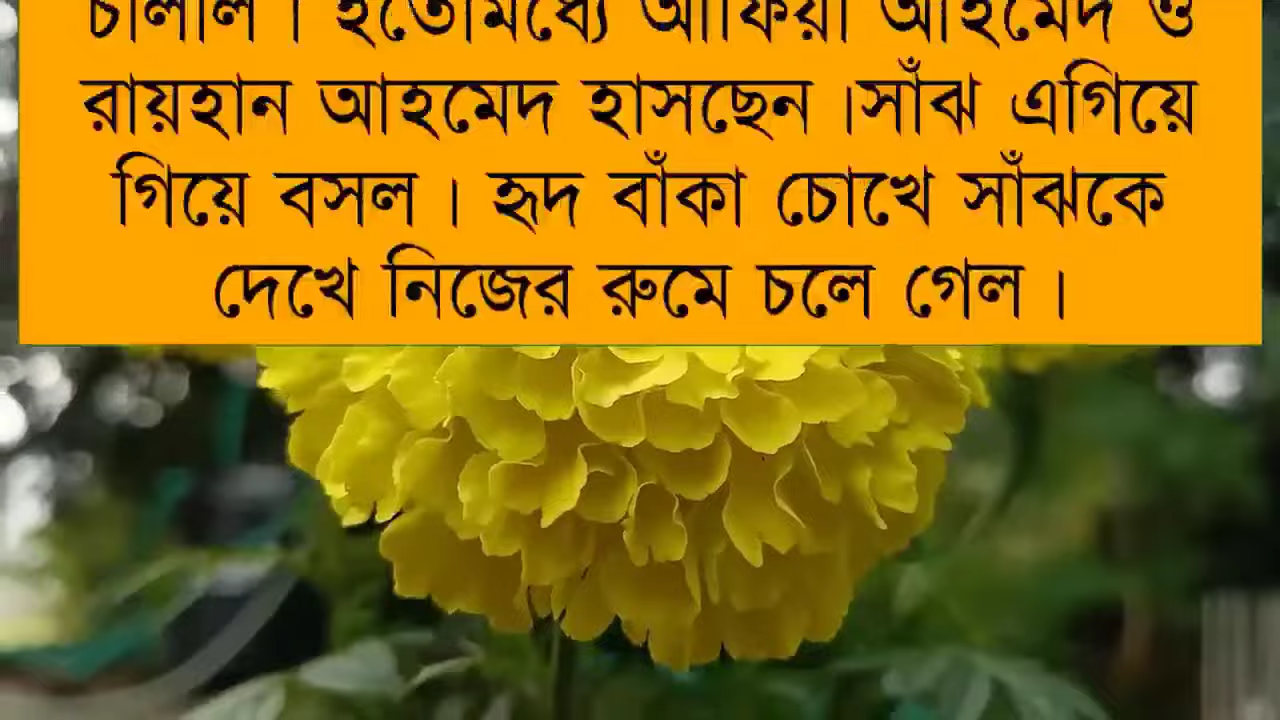 চালাল। ইতোমধ্যে আফিয়া আহমেদ ও
রায়হান আহমেদ হাসছেন।সাঁঝ এগিয়ে
গিয়ে বসল। হৃদ বাঁকা চোখে সাঁঝকে
দেখে নিজের রুমে চলে গেল।